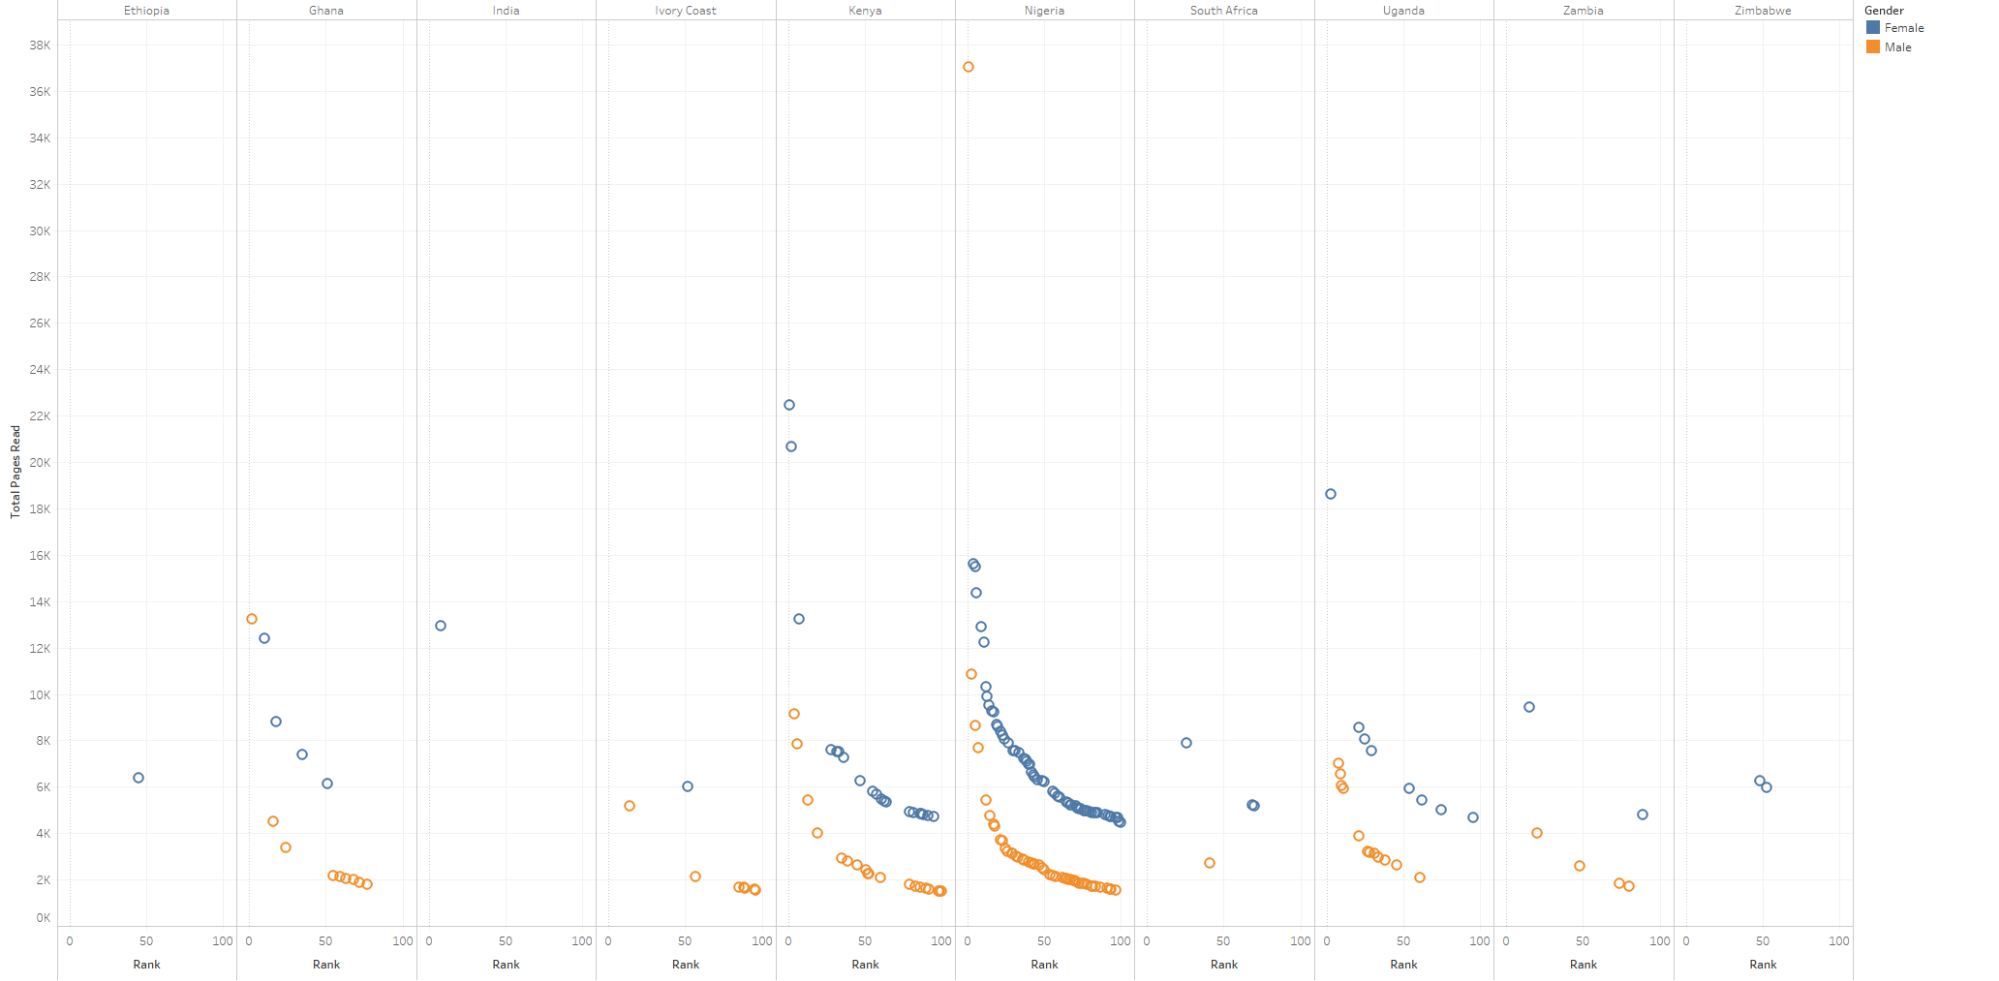 Ethiopia Ghana India Ivory Coast Kenya Nigeria South Africa Uganda Zambia Zimbabwe
Gender
Female
Male
38K
36K
34K
32K
30K
28K
26K
24K
22K
20K
18K
16K
14K
12K
10K
8K
6K
4K
2K
0K
Total Pages Read
0 50 100 0 50 100 0 50 100 0 50 100 0 50 100 0 50 100 0 50 100 0 50 100 0 50 100 0 50 100
Rank Rank Rank Rank Rank Rank Rank Rank Rank Rank